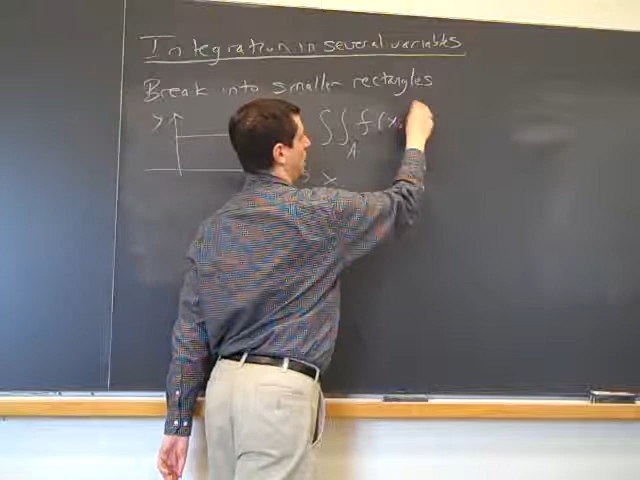 Integration in several variables
Break into smaller rectangles
y ∫∫ f(x,
A
x